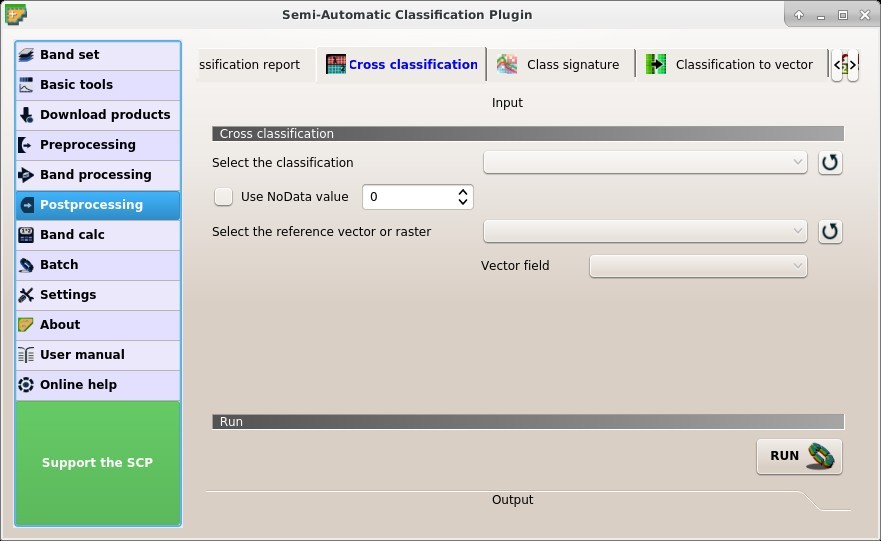 Semi-Automatic Classification Plugin
Band set
Basic tools
Download products
Preprocessing
Band processing
Postprocessing
Band calc
Batch
Settings
About
User manual
Online help
Support the SCP
ssification report
Cross classification
Class signature
Classification to vector
Input
Cross classification
Select the classification
Use NoData value
0
Select the reference vector or raster
Vector field
Run
RUN
Output